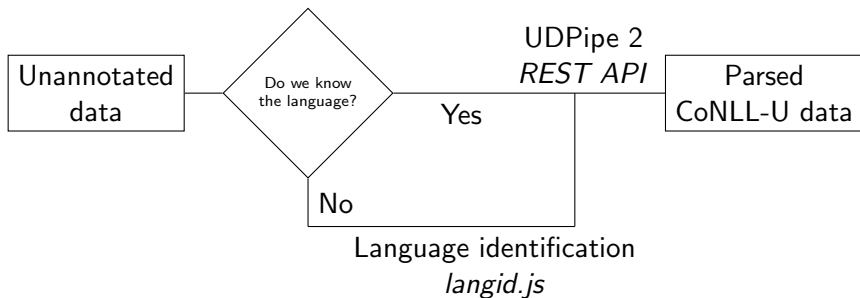 Unannotated
data
Do we know
the language?
Yes
No
UDPipe 2
REST API
Parsed
CoNLL-U data
Language identification
langid.js